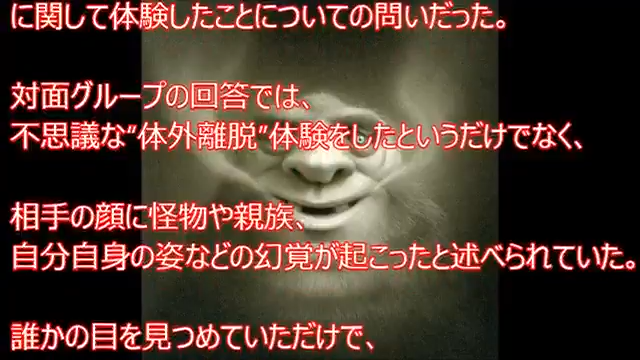 に関して体験したことについての問いだった。
対面グループの回答では、
不思議な“体外離脱”体験をしたというだけでなく、
相手の顔に怪物や親族、
自分自身の姿などの幻覚が起こったと述べられていた。
誰かの目を見つめていただけで、